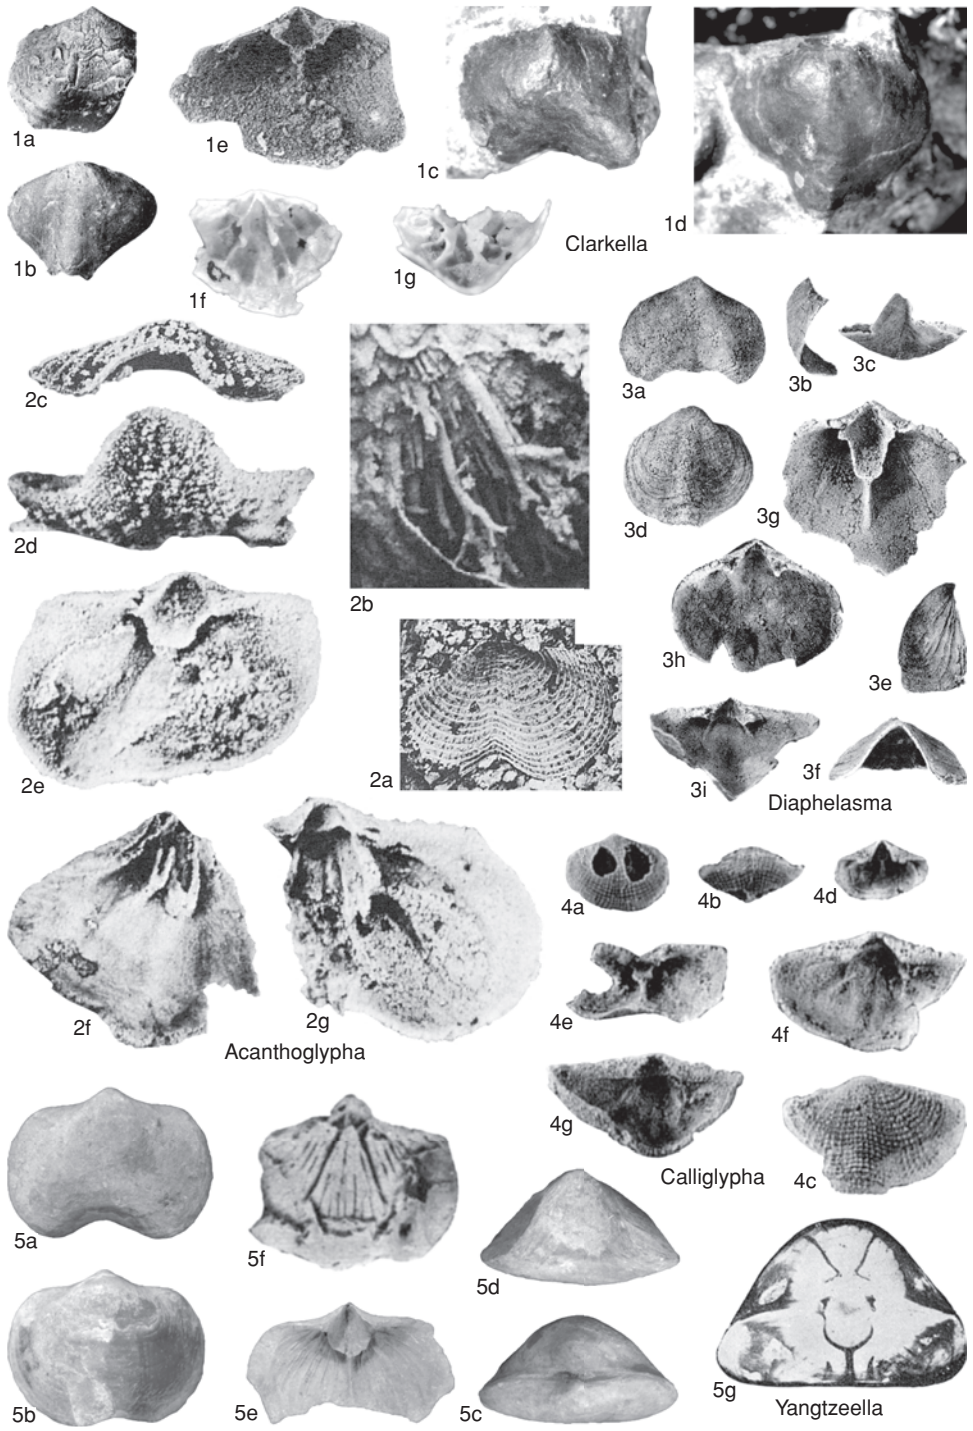 1a
1e
1c
1d
1b
1f
1g
Clarkella
2c
2b
3a
3b
3c
2d
3d
3g
2e
2a
3h
3e
3i
3f
Diaphelasma
2f
2g
Acanthoglypha
4a
4b
4d
4e
4f
4g
Calliglypha
4c
5a
5f
5d
5b
5e
5c
5g
Yangtzeella